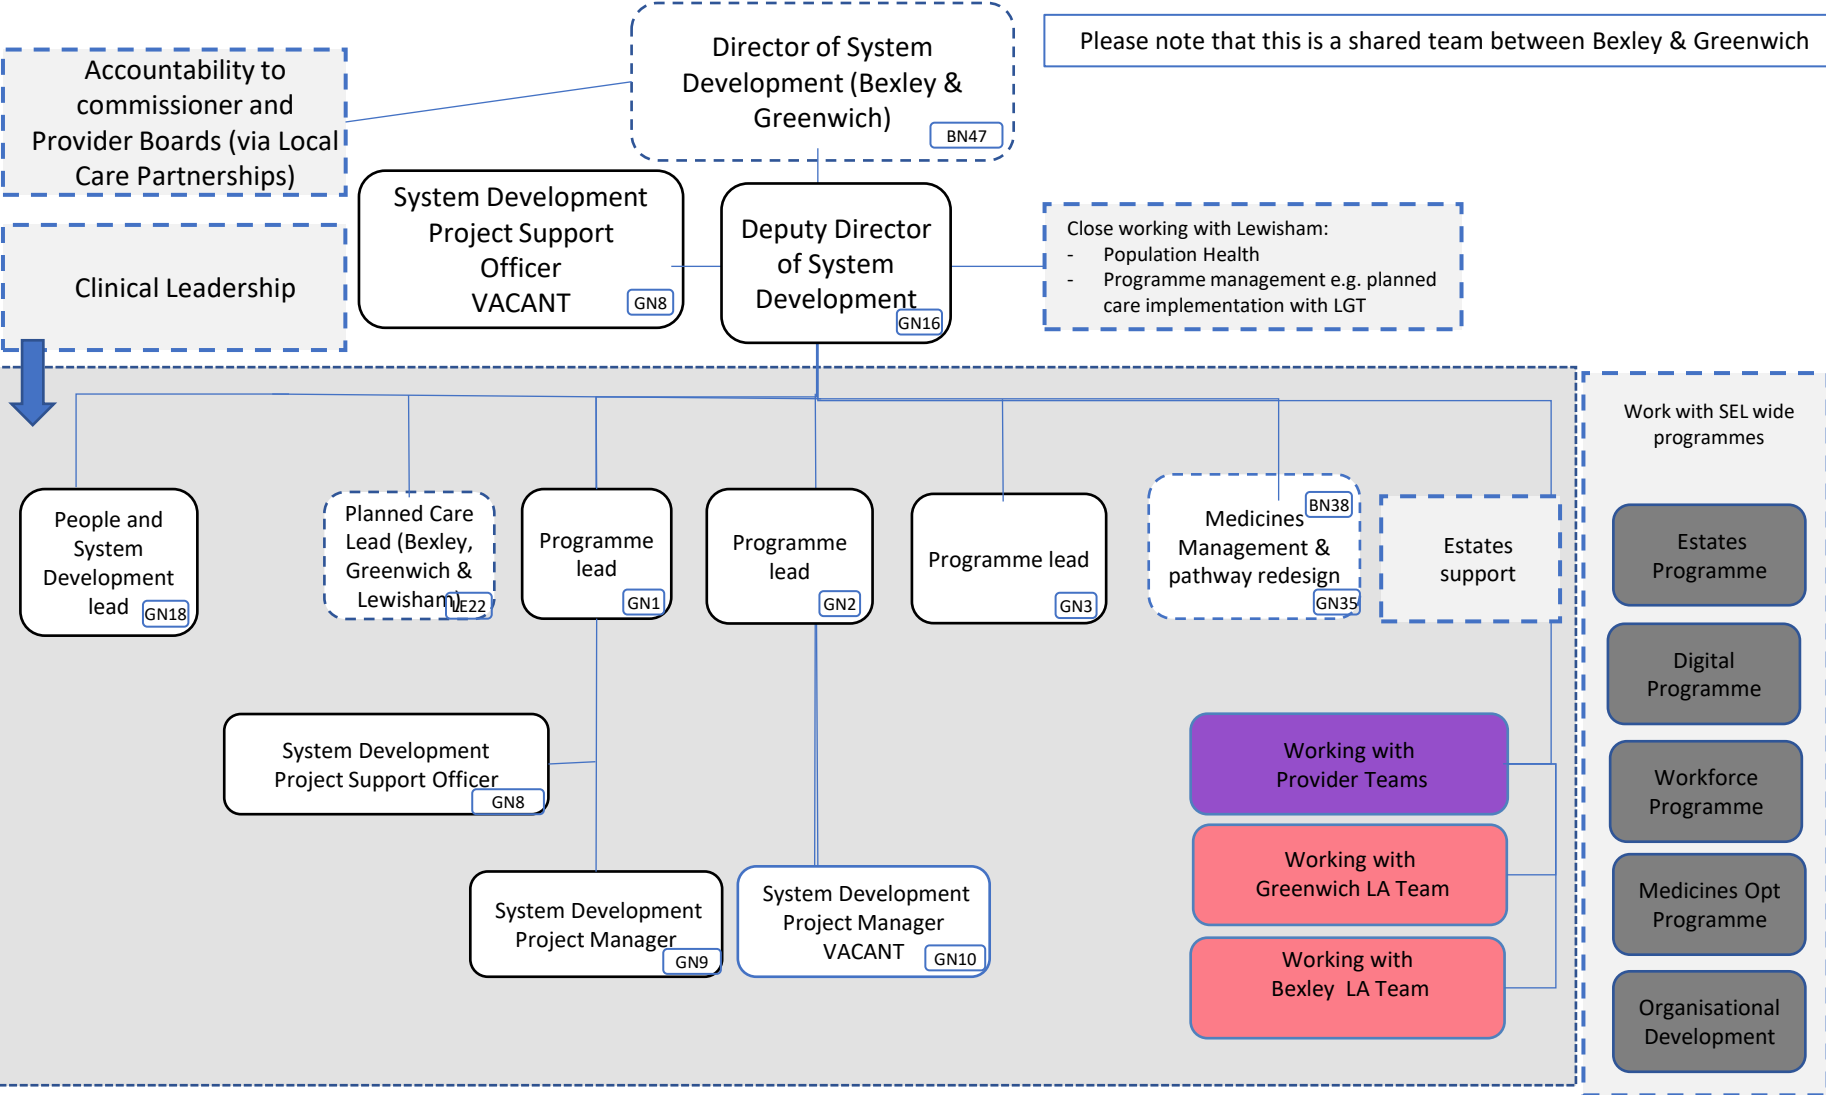 Director of System
Development (Bexley &
Greenwich)
BN47
Please note that this is a shared team between Bexley & Greenwich
Accountability to
commissioner and
Provider Boards (via Local
Care Partnerships)
System Development
Project Support
Officer
VACANT
GN8
Deputy Director
of System
Development
GN16
Close working with Lewisham:
- Population Health
- Programme management e.g. planned
care implementation with LGT
Clinical Leadership
Work with SEL wide
programmes
People and
System
Development
lead
GN18
Planned Care
Lead (Bexley,
Greenwich &
Lewisham)
LE22
Programme
lead
GN1
Programme
lead
GN2
Programme lead
GN3
BN38
Medicines
Management &
pathway redesign
GN35
Estates
support
Estates
Programme
Digital
Programme
Workforce
Programme
Medicines Opt
Programme
Organisational
Development
System Development
Project Support Officer
GN8
System Development
Project Manager
GN9
System Development
Project Manager
VACANT
GN10
Working with
Provider Teams
Working with
Greenwich LA Team
Working with
Bexley LA Team